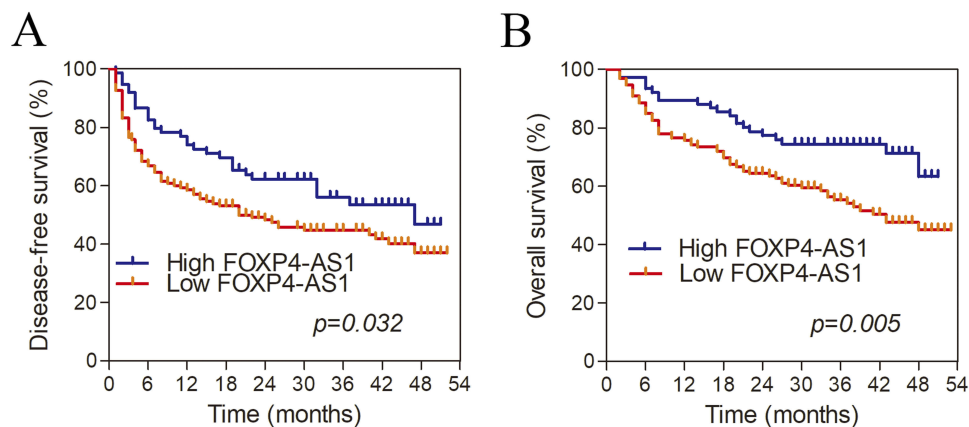 A
B
Disease-free survival (%)
100
80
60
40
20
0
High FOXP4-AS1
Low FOXP4-AS1
p=0.032
0 6 12 18 24 30 36 42 48 54
Time (months)
Overall survival (%)
100
80
60
40
20
0
High FOXP4-AS1
Low FOXP4-AS1
p=0.005
0 6 12 18 24 30 36 42 48 54
Time (months)